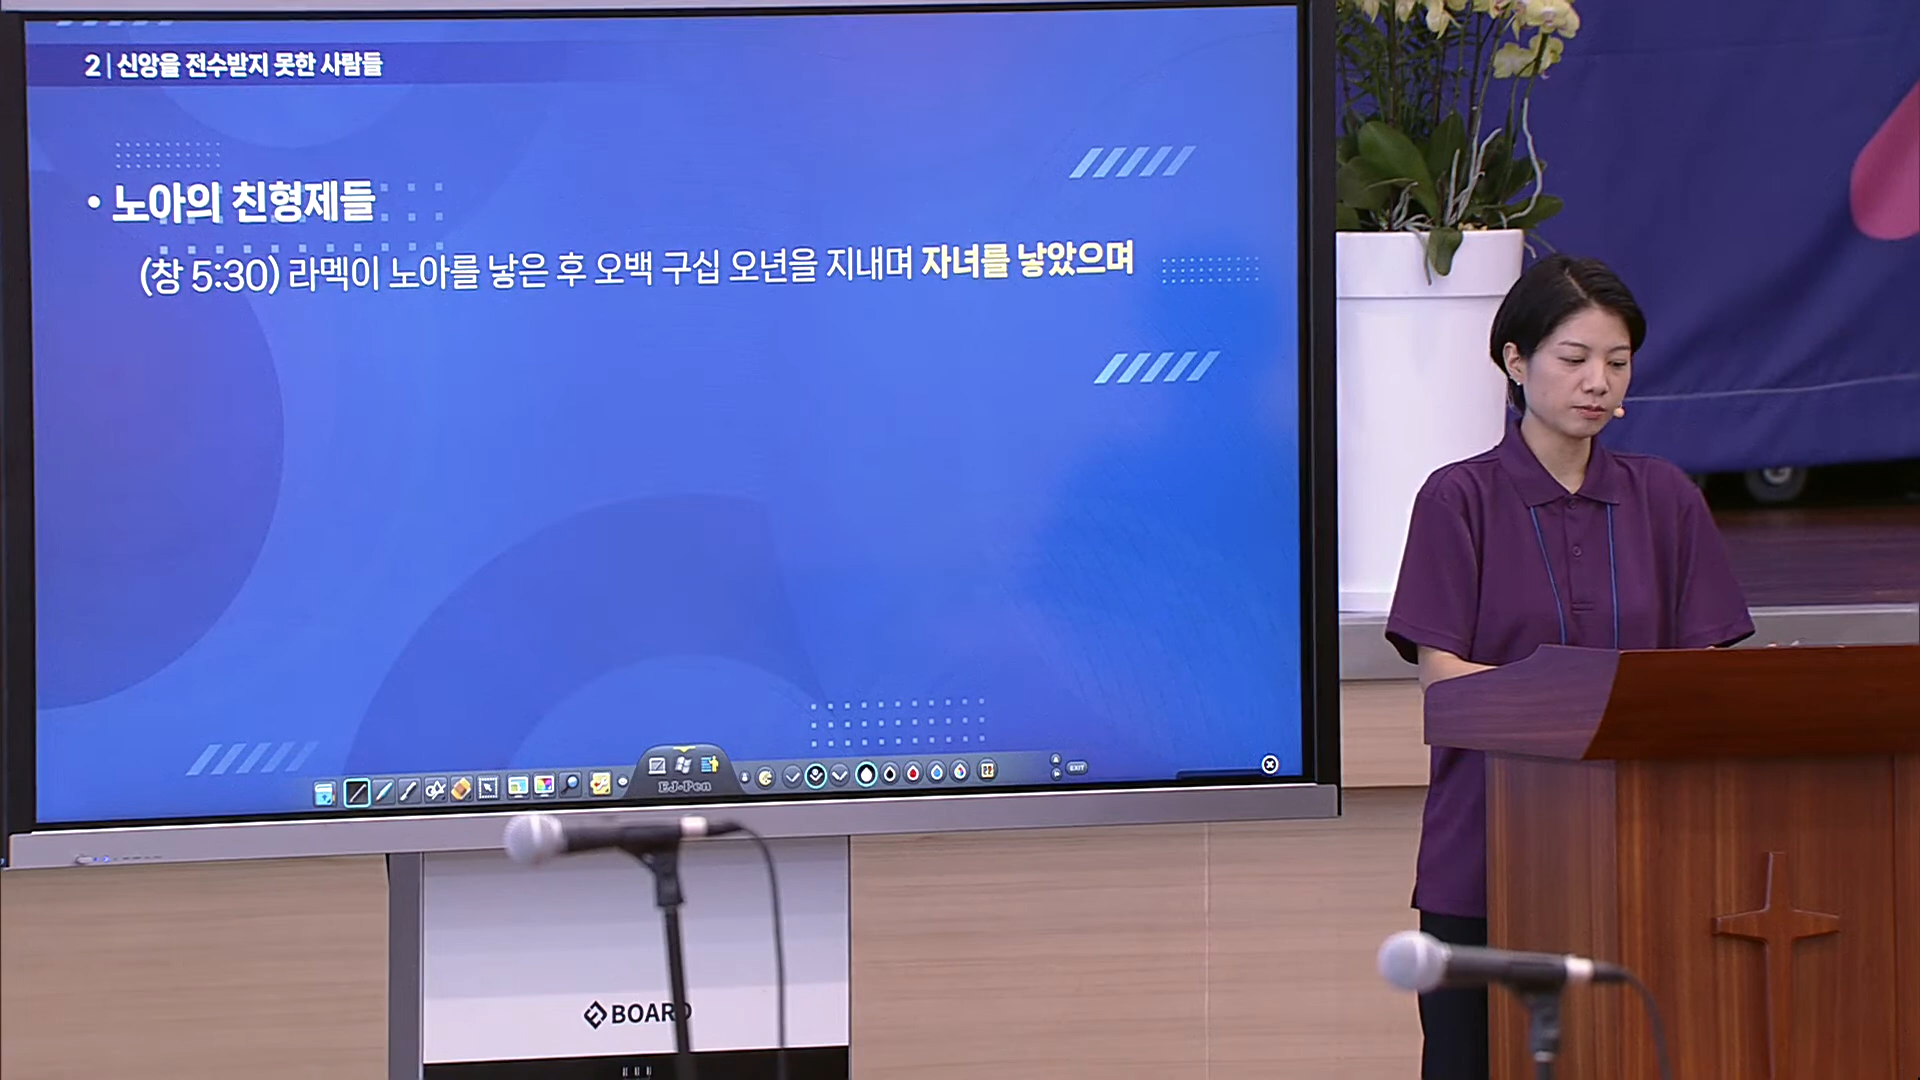 2 | 신앙을 전수받지 못한 사람들
• 노아의 친형제들
(창 5:30) 라멕이 노아를 낳은 후 오백 구십 오년을 지내며 자녀를 낳았으며
EJ-Pen
EXIT
BOARD